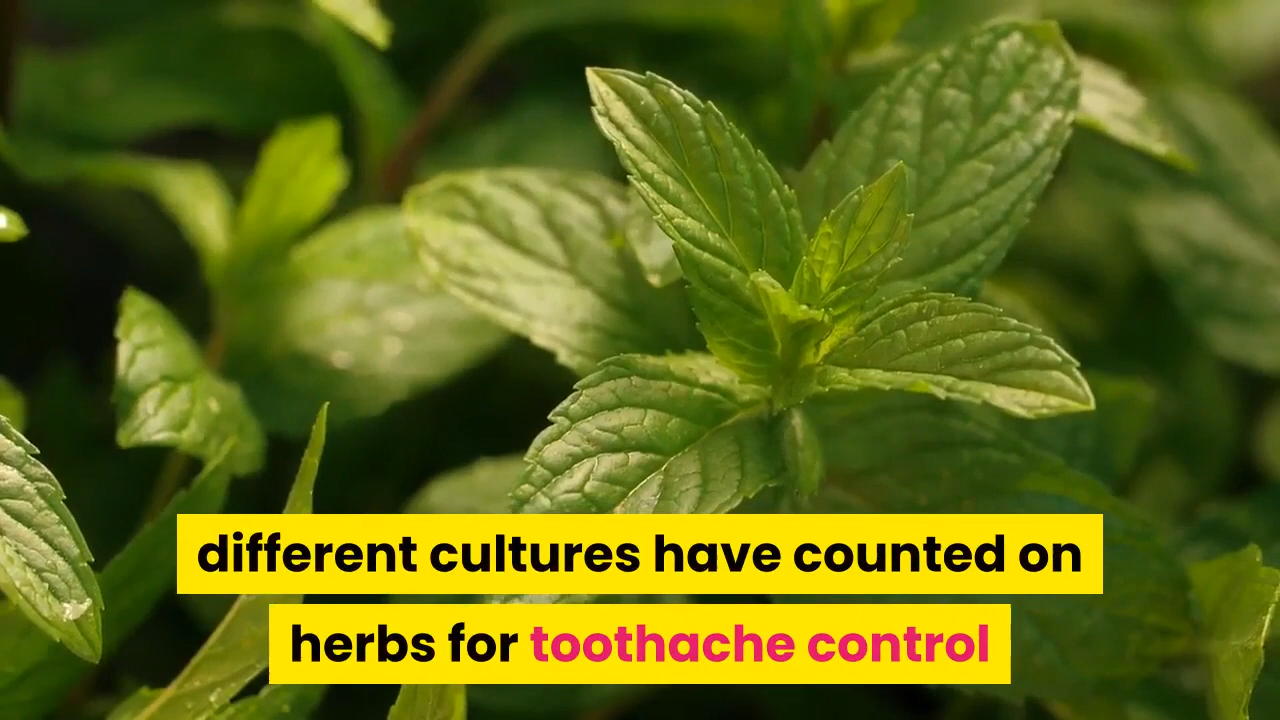 different cultures have counted on
herbs for toothache control